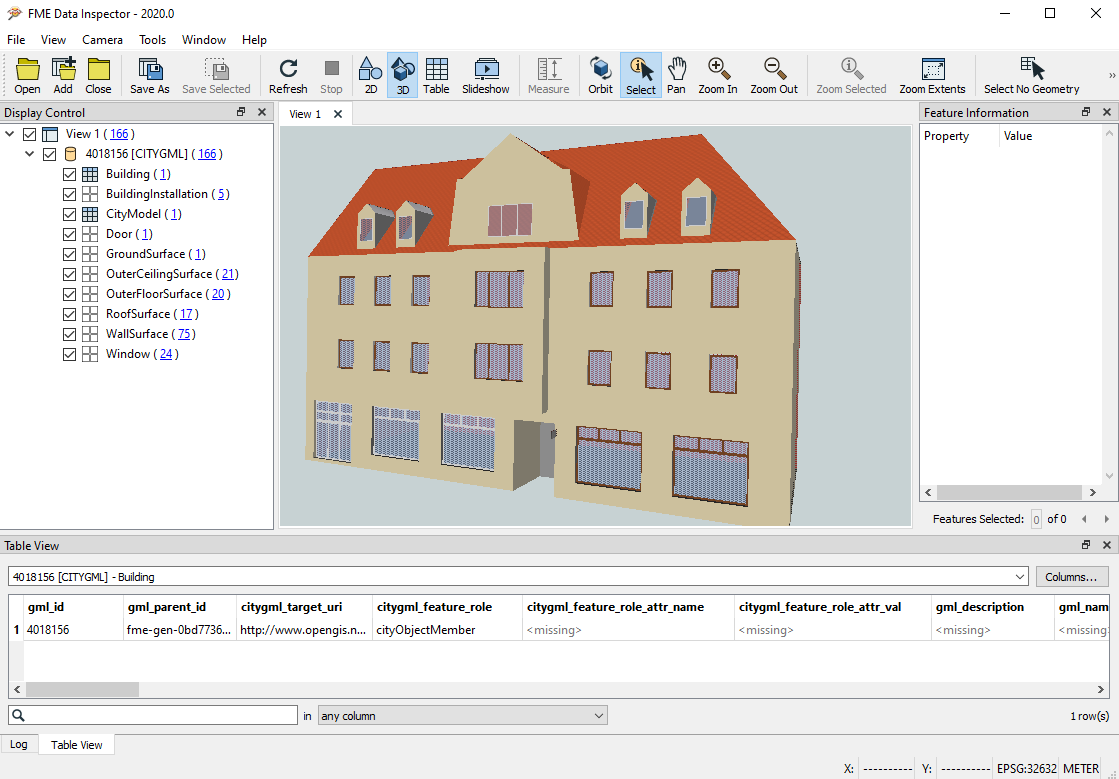 FME Data Inspector - 2020.0
File View Camera Tools Window Help
Open Add Close Save As Save Selected Refresh Stop 2D 3D Table Slideshow Measure Orbit Select Pan Zoom In Zoom Out Zoom Selected Zoom Extents Select No Geometry »
Display Control
View 1 ( 166 )
4018156 [CITYGML] ( 166 )
Building ( 1 )
BuildingInstallation ( 5 )
CityModel ( 1 )
Door ( 1 )
GroundSurface ( 1 )
OuterCeilingSurface ( 21 )
OuterFloorSurface ( 20 )
RoofSurface ( 17 )
WallSurface ( 75 )
Window ( 24 )
View 1
Feature Information
Property Value
Features Selected: 0 of 0
Table View
4018156 [CITYGML] - Building
Columns...
gml_id gml_parent_id citygml_target_uri citygml_feature_role citygml_feature_role_attr_name citygml_feature_role_attr_val gml_description gml_nam
1 4018156 fme-gen-0bd7736... http://www.opengis.n... cityObjectMember <missing> <missing> <missing> <missing>
in any column 1 row(s)
Log Table View
X: ---------- Y: ---------- EPSG:32632 METER